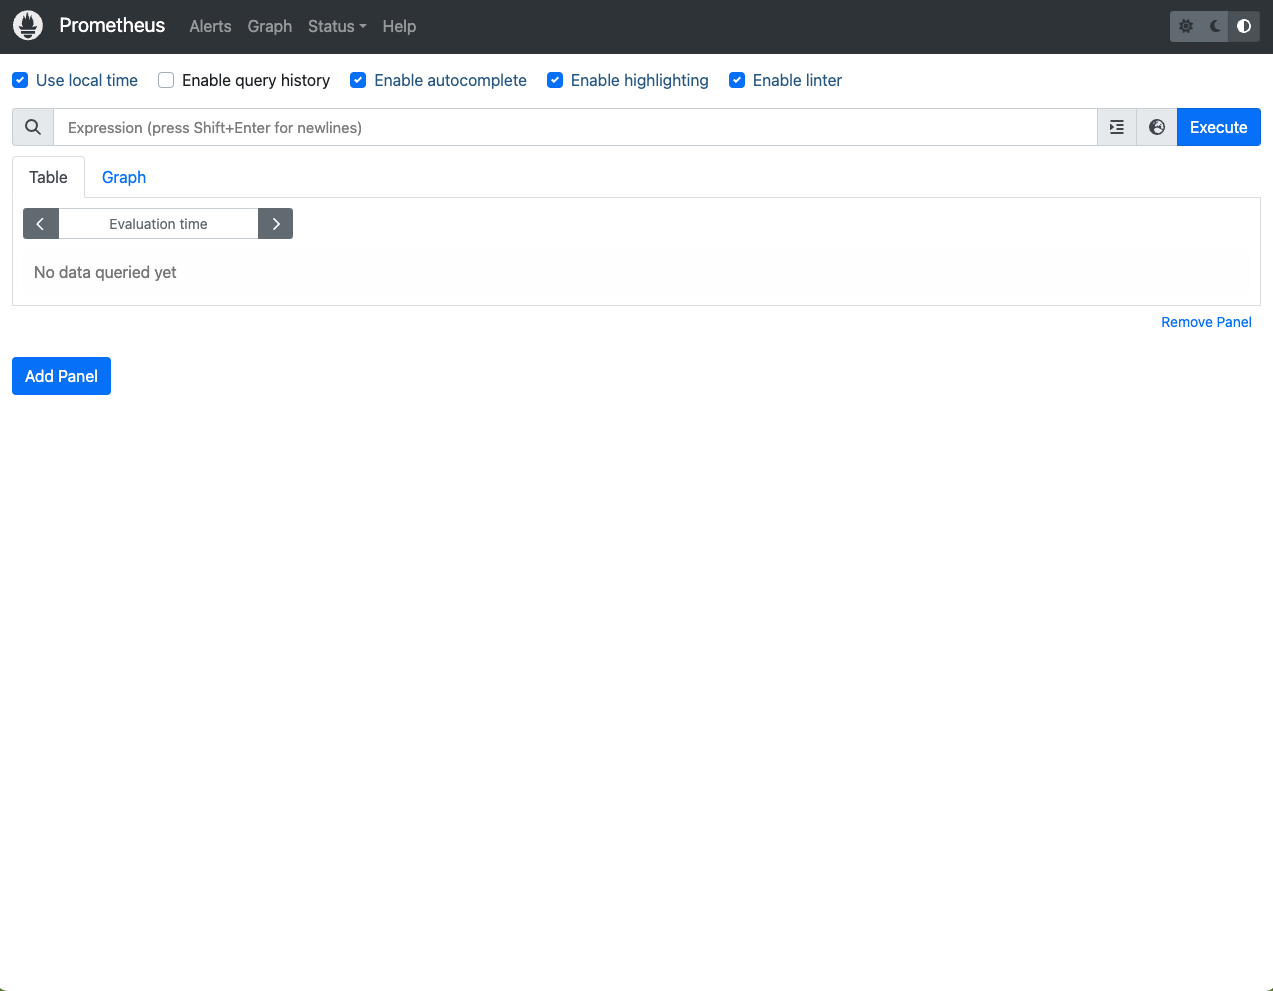 Prometheus Alerts Graph Status Help
Use local time Enable query history Enable autocomplete Enable highlighting Enable linter
Expression (press Shift+Enter for newlines) Execute
Table Graph
Evaluation time
No data queried yet
Remove Panel
Add Panel